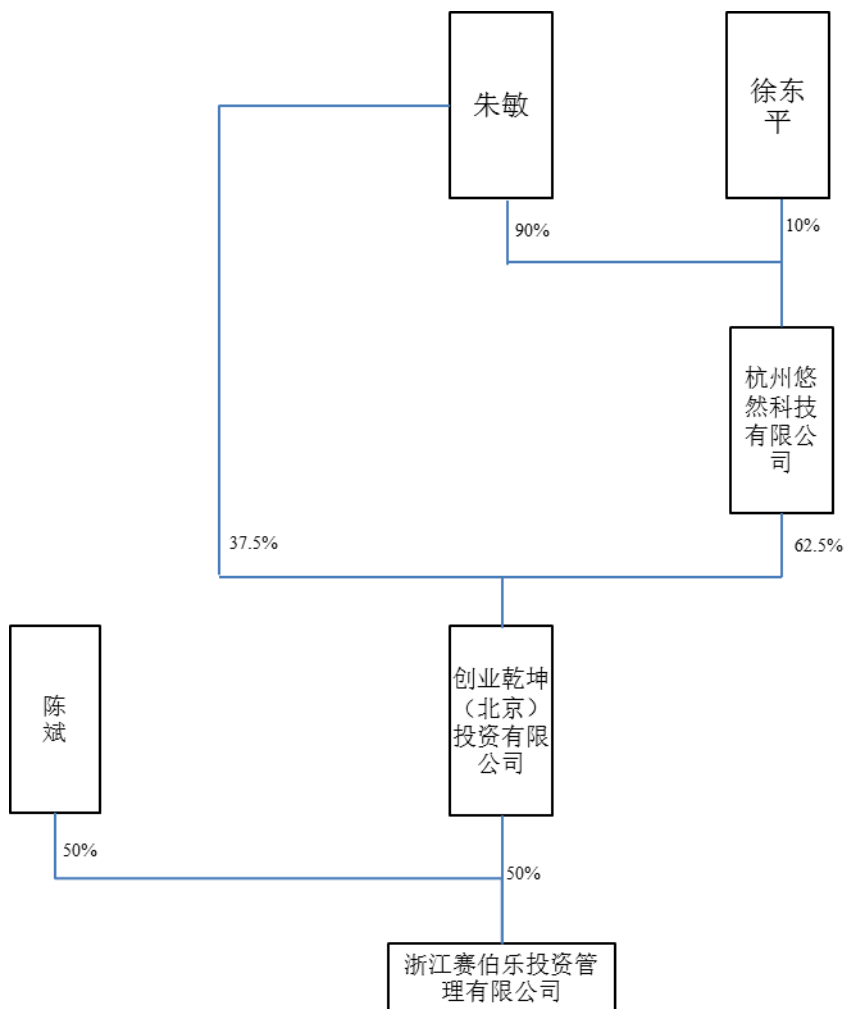 朱敏
徐东
平
90%
10%
杭州悠
然科技
有限公
司
37.5%
62.5%
陈
斌
创业乾坤
（北京）
投资有限
公司
50%
50%
浙江赛伯乐投资管
理有限公司